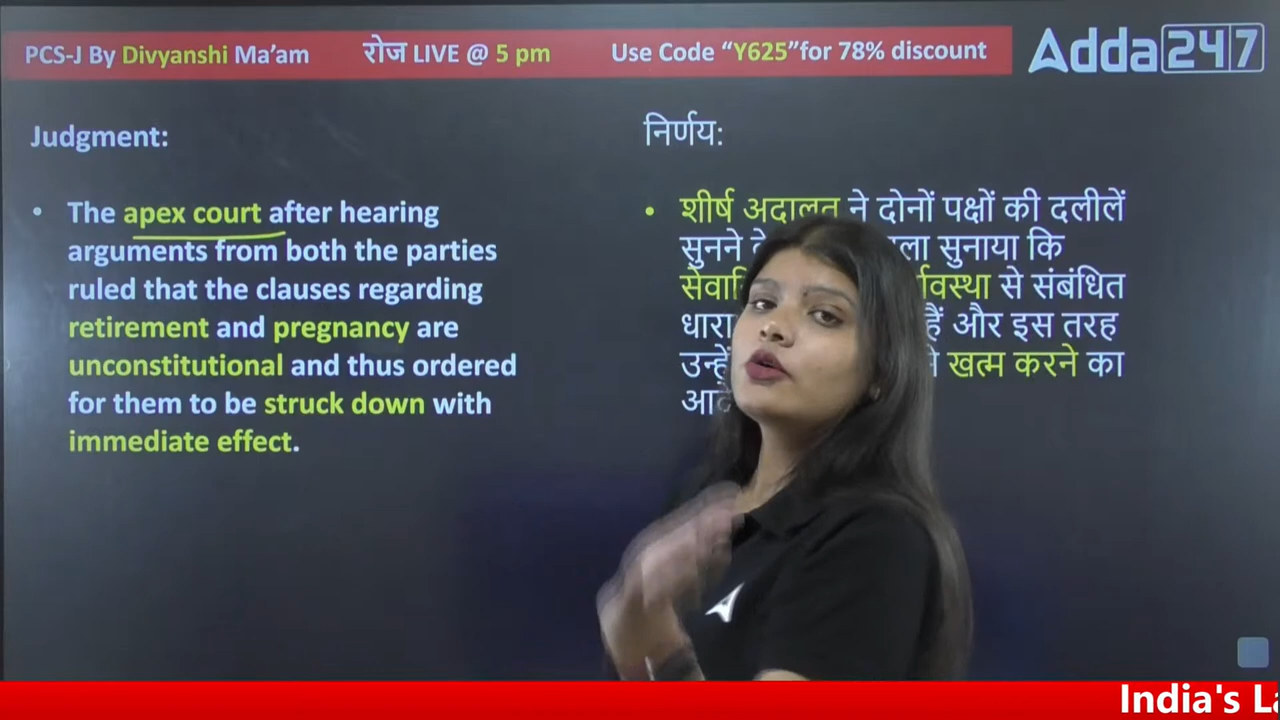 PCS-J By Divyanshi Ma’am
रोज LIVE @ 5 pm
Use Code “Y625”for 78% discount
Adda247
Judgment:
• The apex court after hearing
arguments from both the parties
ruled that the clauses regarding
retirement and pregnancy are
unconstitutional and thus ordered
for them to be struck down with
immediate effect.
निर्णय:
• शीर्ष अदालत ने दोनों पक्षों की दलीलें
सुनने सुनाया कि
से संबंधित
हैं और इस तरह
खत्म करने का
India's